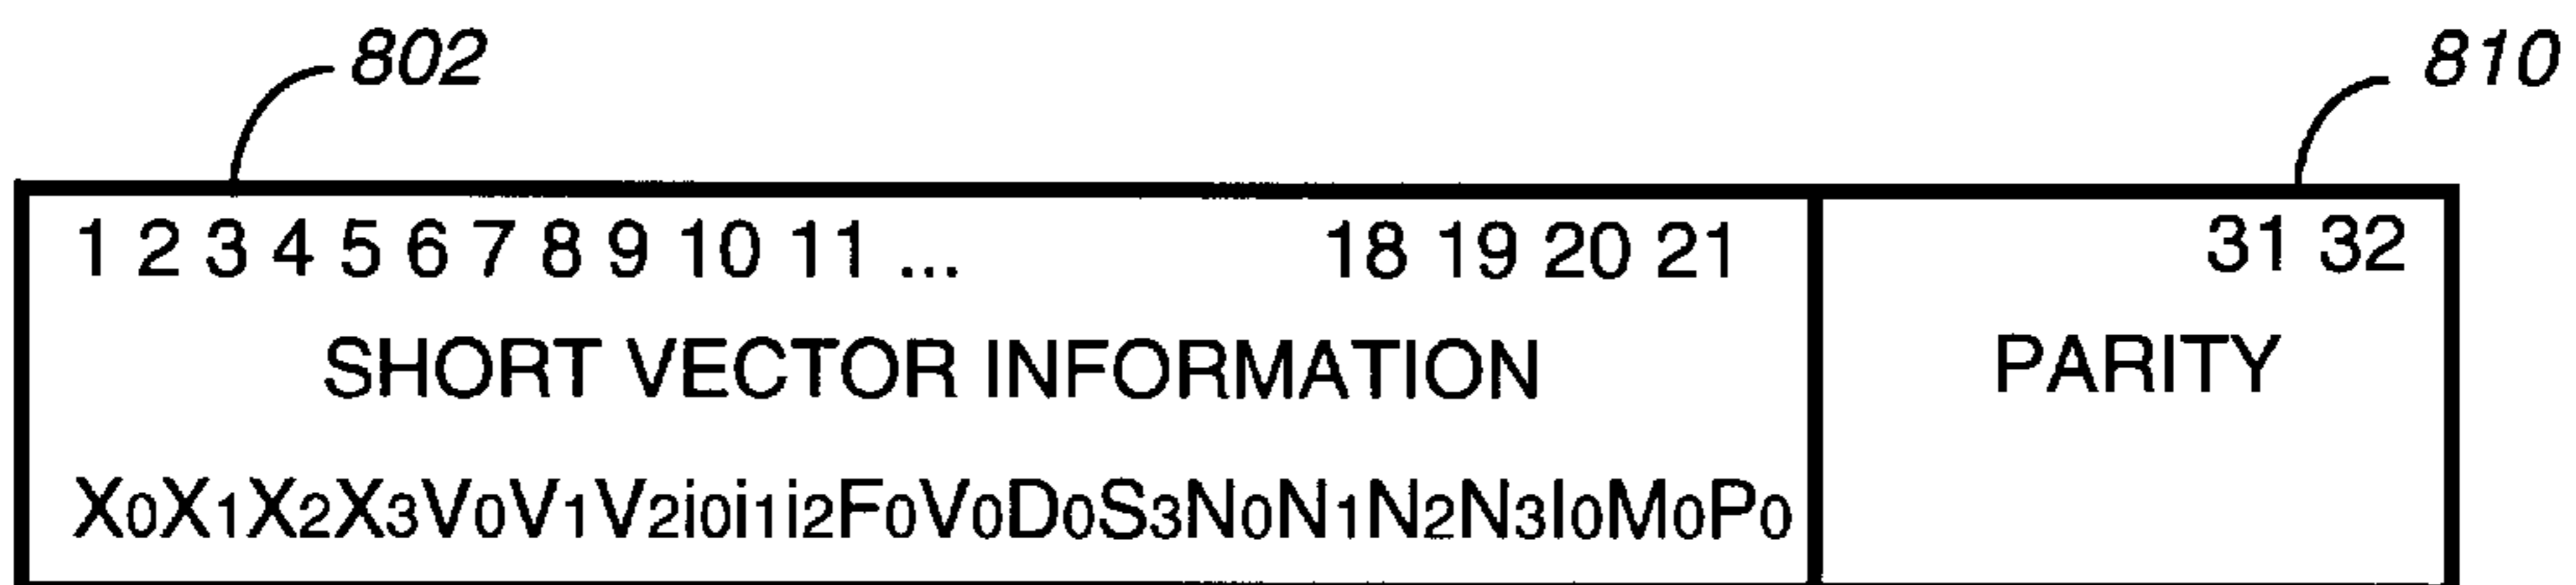 802 810
1 2 3 4 5 6 7 8 9 10 11 ... 18 19 20 21 31 32
SHORT VECTOR INFORMATION PARITY
X0X1X2X3V0V1V2i0i1i2F0V0D0S3N0N1N2N3I0M0P0